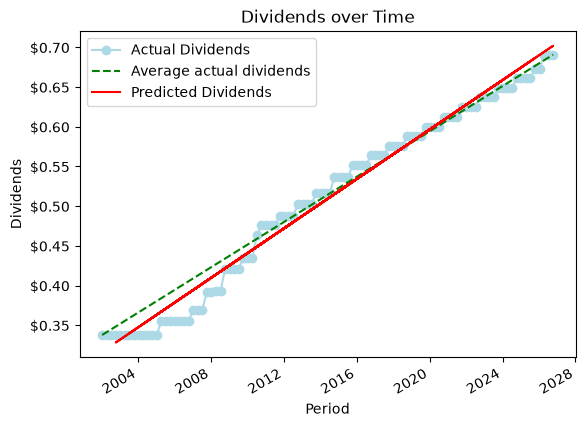 Dividends over Time
Actual Dividends
Average actual dividends
Predicted Dividends
$0.70
$0.65
$0.60
$0.55
$0.50
$0.45
$0.40
$0.35
Dividends
2004
2008
2012
2016
2020
2024
2028
Period